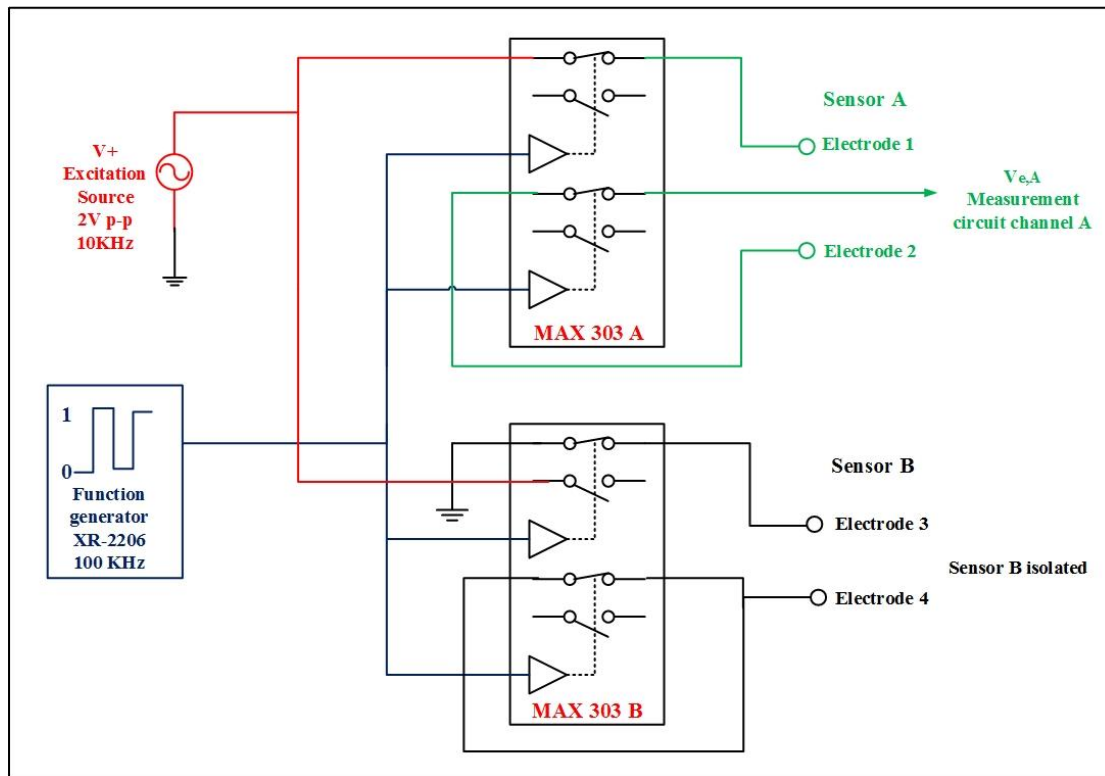 V+
Excitation
Source
2V p-p
10KHz
Sensor A
Electrode 1
Ve,A
Measurement
circuit channel A
Electrode 2
MAX 303 A
1
0
Function
generator
XR-2206
100 KHz
Sensor B
Electrode 3
Sensor B isolated
Electrode 4
MAX 303 B